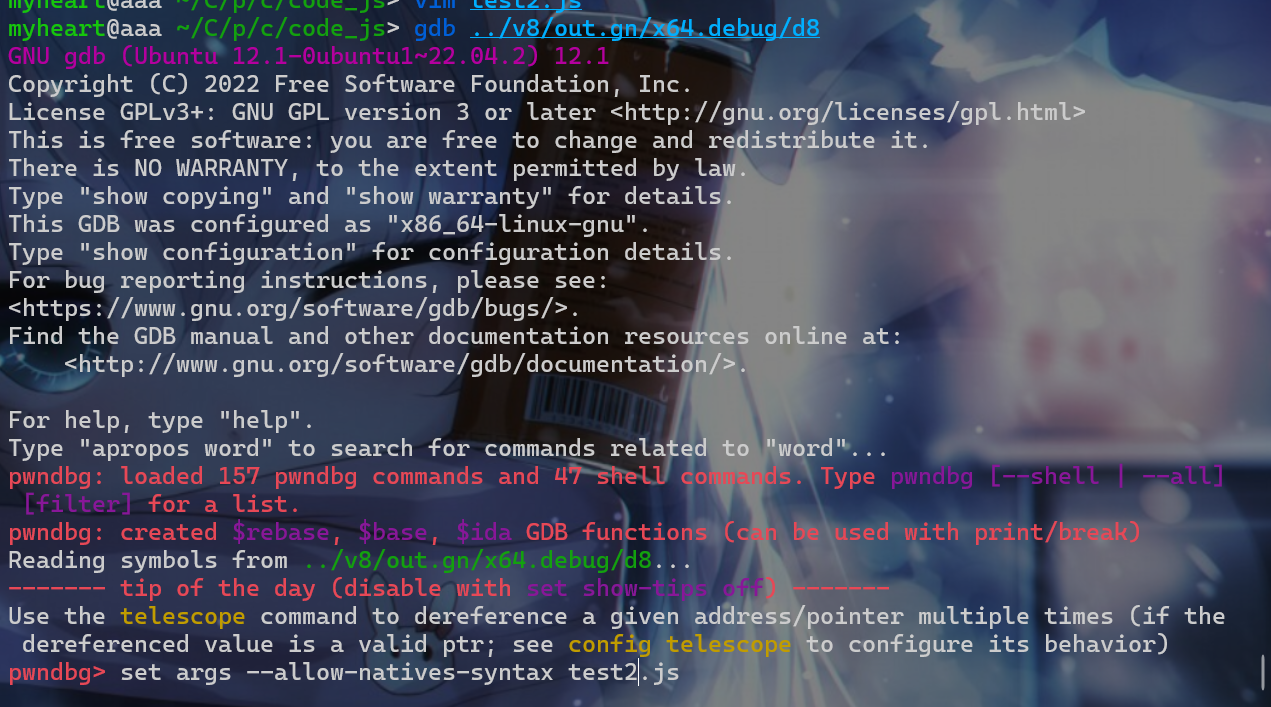 myheart@aaa ~/C/p/c/code_js> vim test2.js
myheart@aaa ~/C/p/c/code_js> gdb ../v8/out.gn/x64.debug/d8
GNU gdb (Ubuntu 12.1-0ubuntu1~22.04.2) 12.1
Copyright (C) 2022 Free Software Foundation, Inc.
License GPLv3+: GNU GPL version 3 or later <http://gnu.org/licenses/gpl.html>
This is free software: you are free to change and redistribute it.
There is NO WARRANTY, to the extent permitted by law.
Type "show copying" and "show warranty" for details.
This GDB was configured as "x86_64-linux-gnu".
Type "show configuration" for configuration details.
For bug reporting instructions, please see:
<https://www.gnu.org/software/gdb/bugs/>.
Find the GDB manual and other documentation resources online at:
    <http://www.gnu.org/software/gdb/documentation/>.

For help, type "help".
Type "apropos word" to search for commands related to "word"...
pwndbg: loaded 157 pwndbg commands and 47 shell commands. Type pwndbg [--shell | --all]
 [filter] for a list.
pwndbg: created $rebase, $base, $ida GDB functions (can be used with print/break)
Reading symbols from ../v8/out.gn/x64.debug/d8...
------- tip of the day (disable with set show-tips off) -------
Use the telescope command to dereference a given address/pointer multiple times (if the
 dereferenced value is a valid ptr; see config telescope to configure its behavior)
pwndbg> set args --allow-natives-syntax test2.js